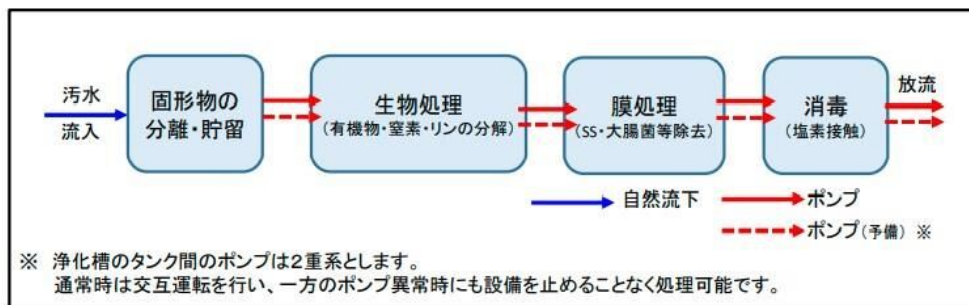 汚水
流入
固形物の
分離・貯留
生物処理
(有機物・窒素・リンの分解)
膜処理
(SS・大腸菌等除去)
消毒
(塩素接触)
放流
自然流下
ポンプ
ポンプ(予備) ※
※ 浄化槽のタンク間のポンプは2重系とします。
通常時は交互運転を行い、一方のポンプ異常時にも設備を止めることなく処理可能です。